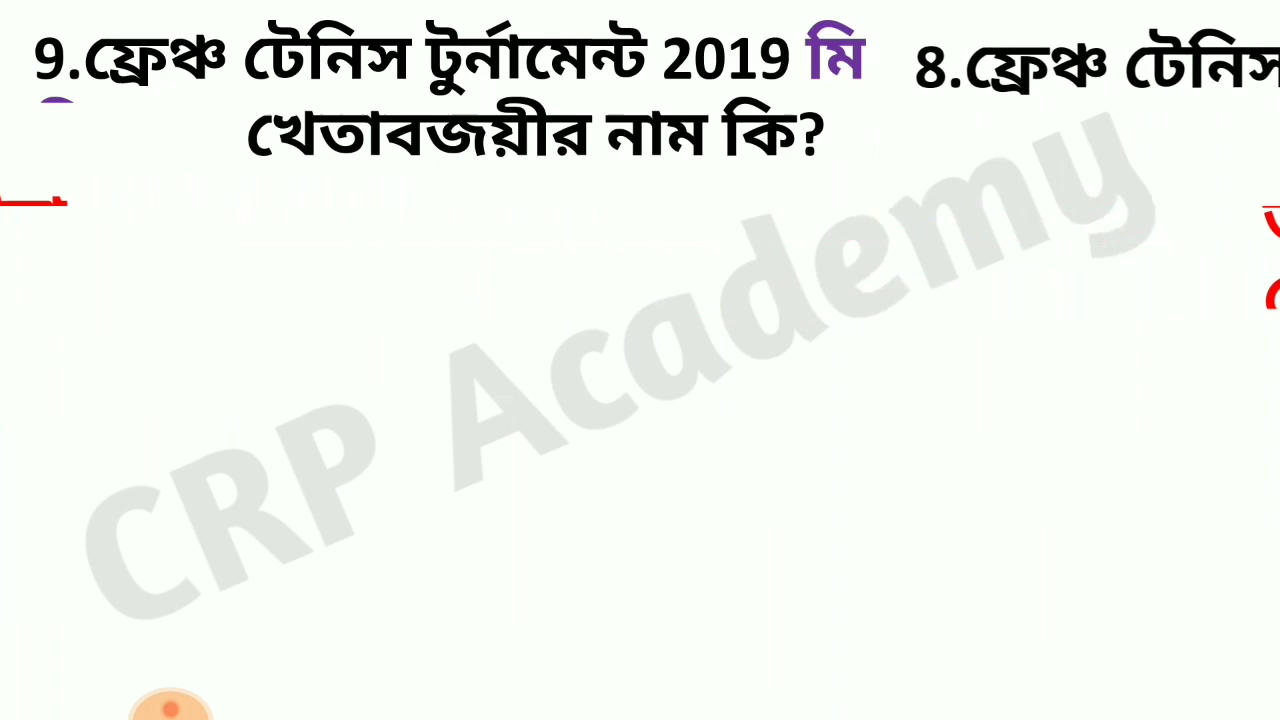 9.ফ্রেঞ্চ টেনিস টুর্নামেন্ট 2019 মি
খেতাবজয়ীর নাম কি?
8.ফ্রেঞ্চ টেনিস
CRP Academy